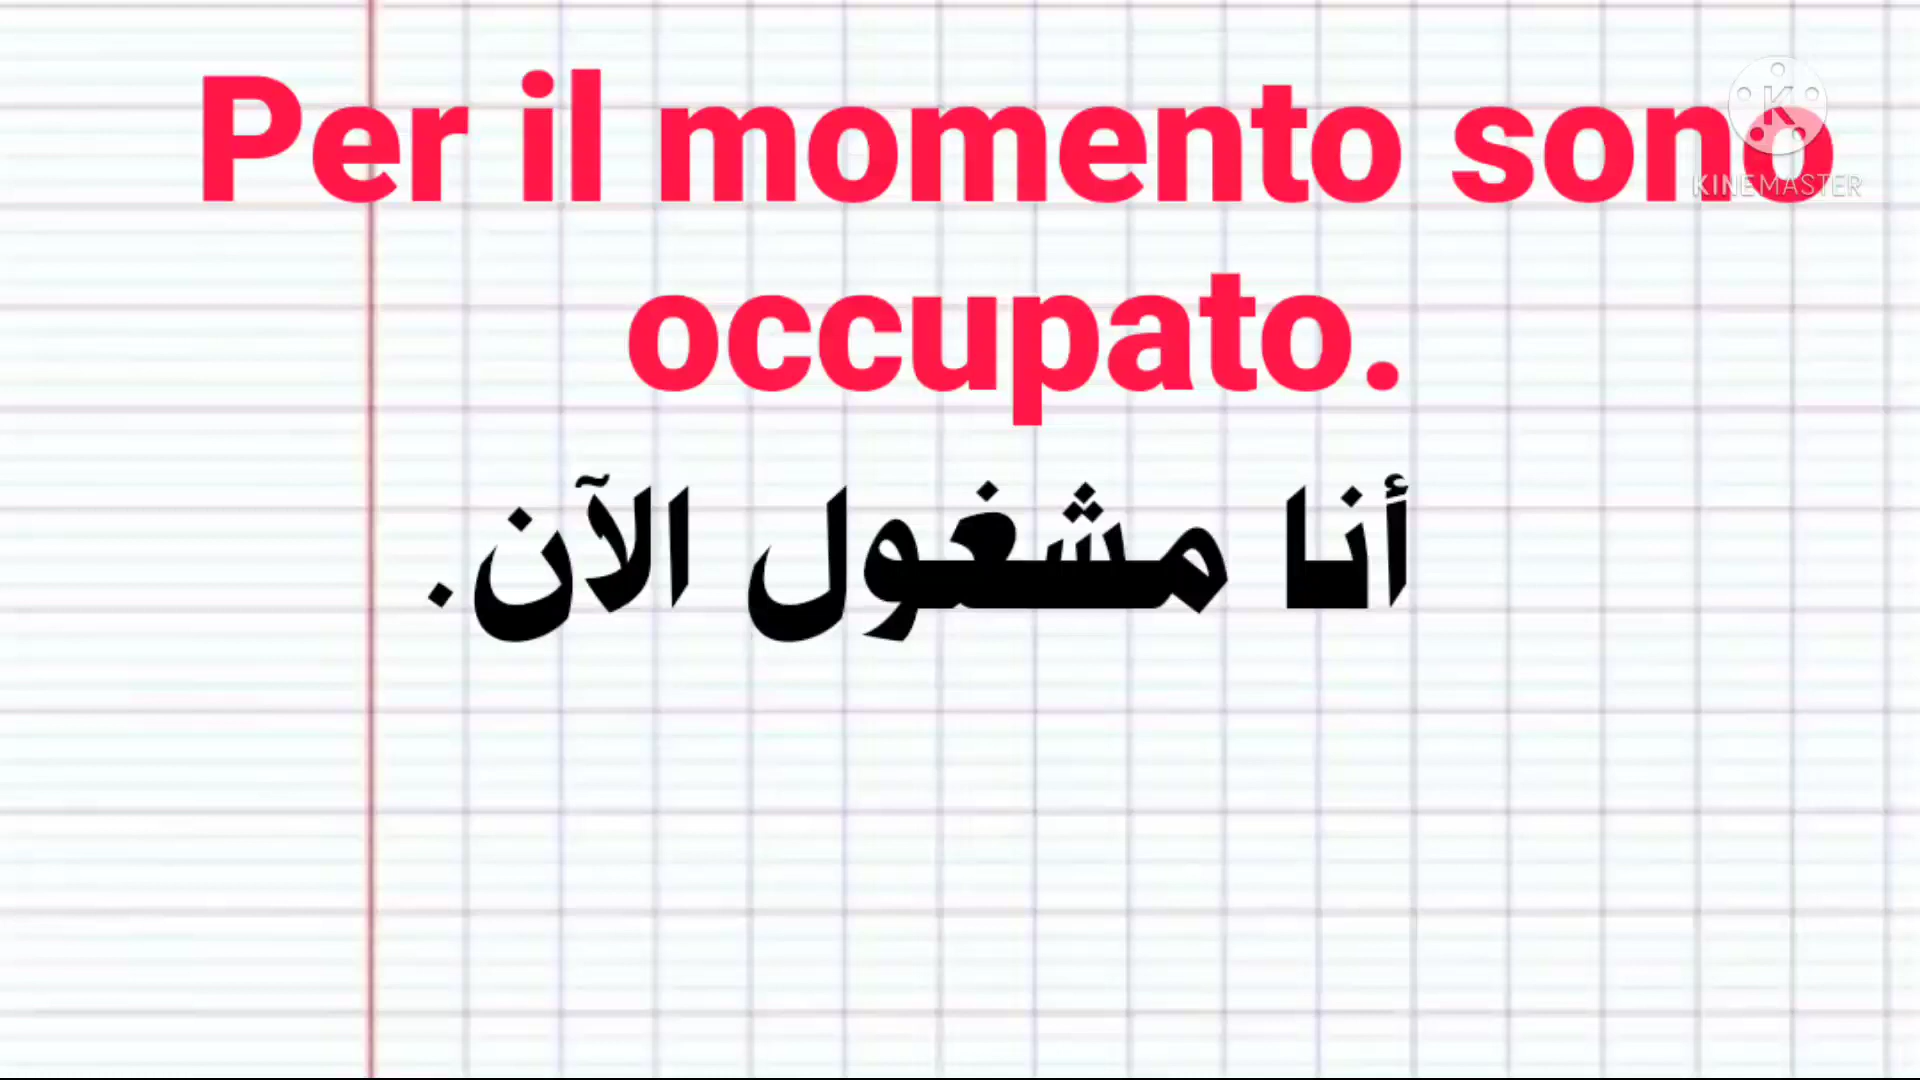 Per il momento sono
KINEMASTER
occupato.
أنا مشغول الآن.